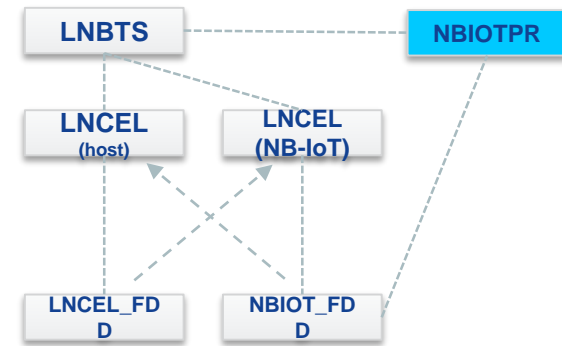 LNBTS
NBIOTPR
LNCEL
(host)
LNCEL
(NB-IoT)
LNCEL_FD
D
NBIOT_FD
D